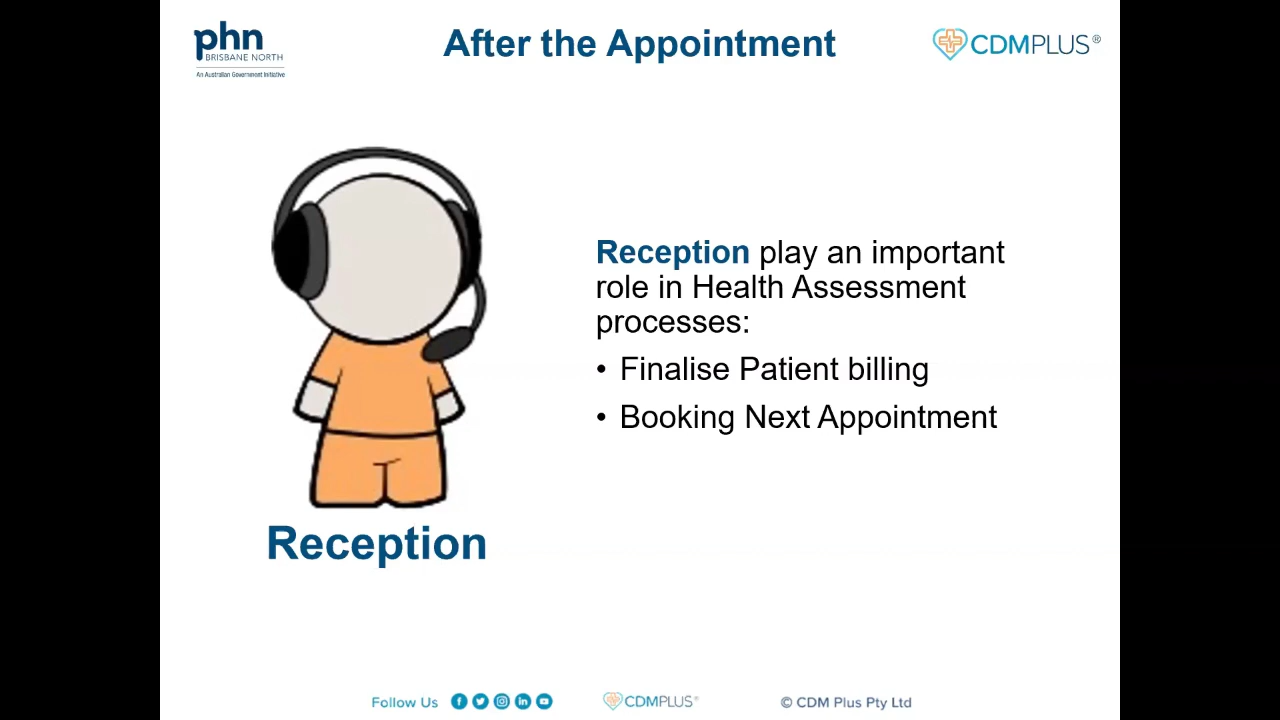 phn
BRISBANE NORTH
An Australian Government Initiative
After the Appointment
CDMPLUS®
Reception play an important
role in Health Assessment
processes:
• Finalise Patient billing
• Booking Next Appointment
Reception
Follow Us
CDMPLUS®
© CDM Plus Pty Ltd